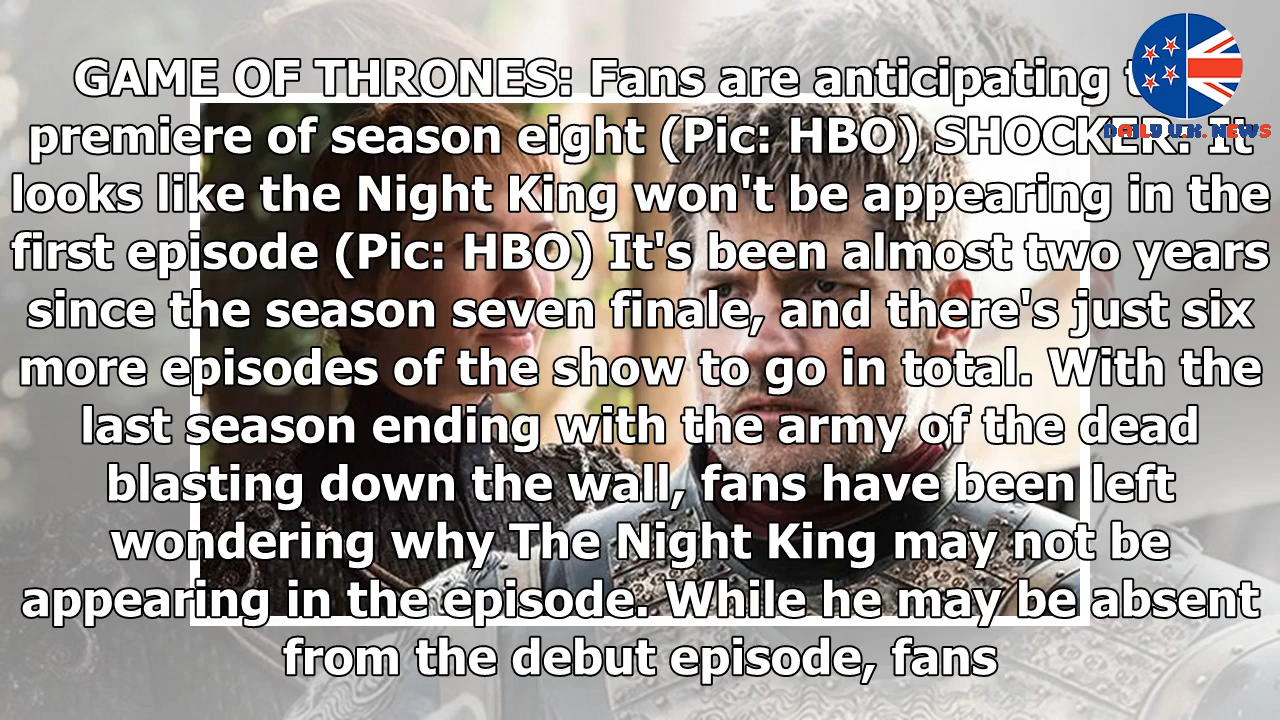 GAME OF THRONES: Fans are anticipating
premiere of season eight (Pic: HBO) SHOCKER: It
looks like the Night King won't be appearing in the
first episode (Pic: HBO) It's been almost two years
since the season seven finale, and there's just six
more episodes of the show to go in total. With the
last season ending with the army of the dead
blasting down the wall, fans have been left
wondering why The Night King may not be
appearing in the episode. While he may be absent
from the debut episode, fans
DAILY U.K. NEWS